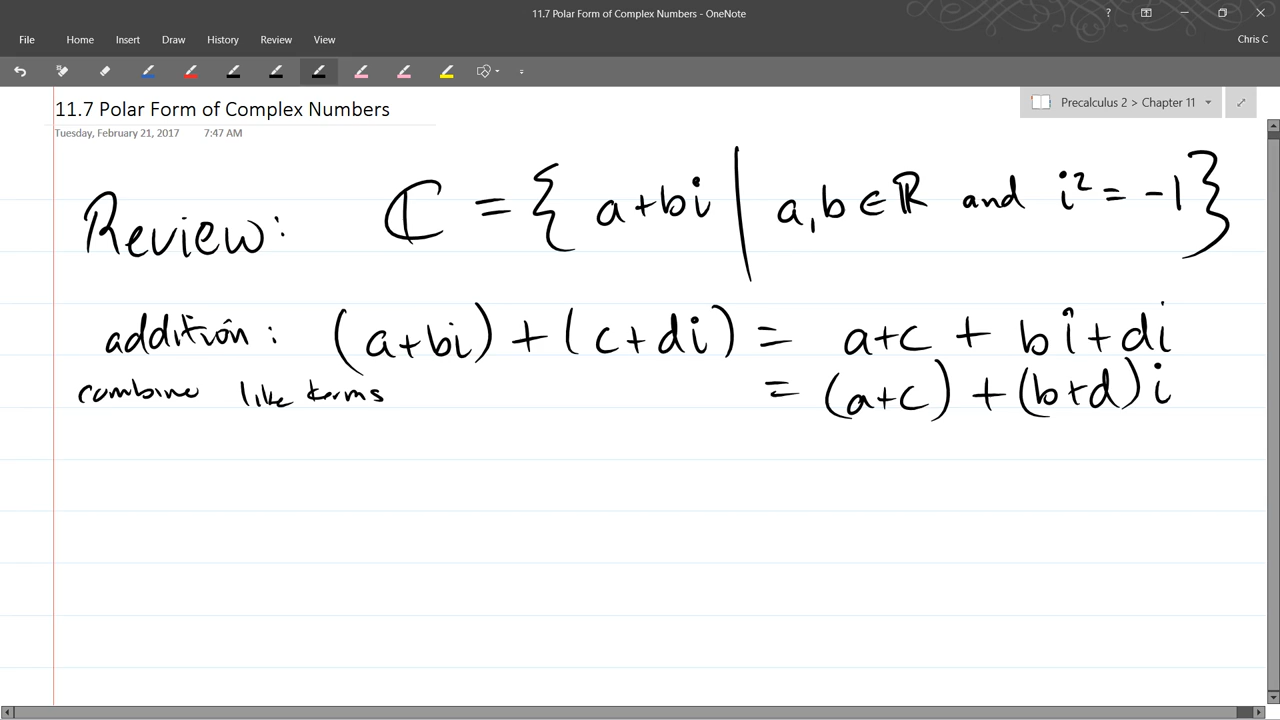 11.7 Polar Form of Complex Numbers - OneNote
?
File Home Insert Draw History Review View
Chris C
11.7 Polar Form of Complex Numbers
Precalculus 2 > Chapter 11
Tuesday, February 21, 2017 7:47 AM
Review: ℂ = { a+bi | a,b ∈ ℝ and i² = -1 }
addition: (a+bi) + (c+di) = a+c + bi+di
combine like terms = (a+c) + (b+d)i